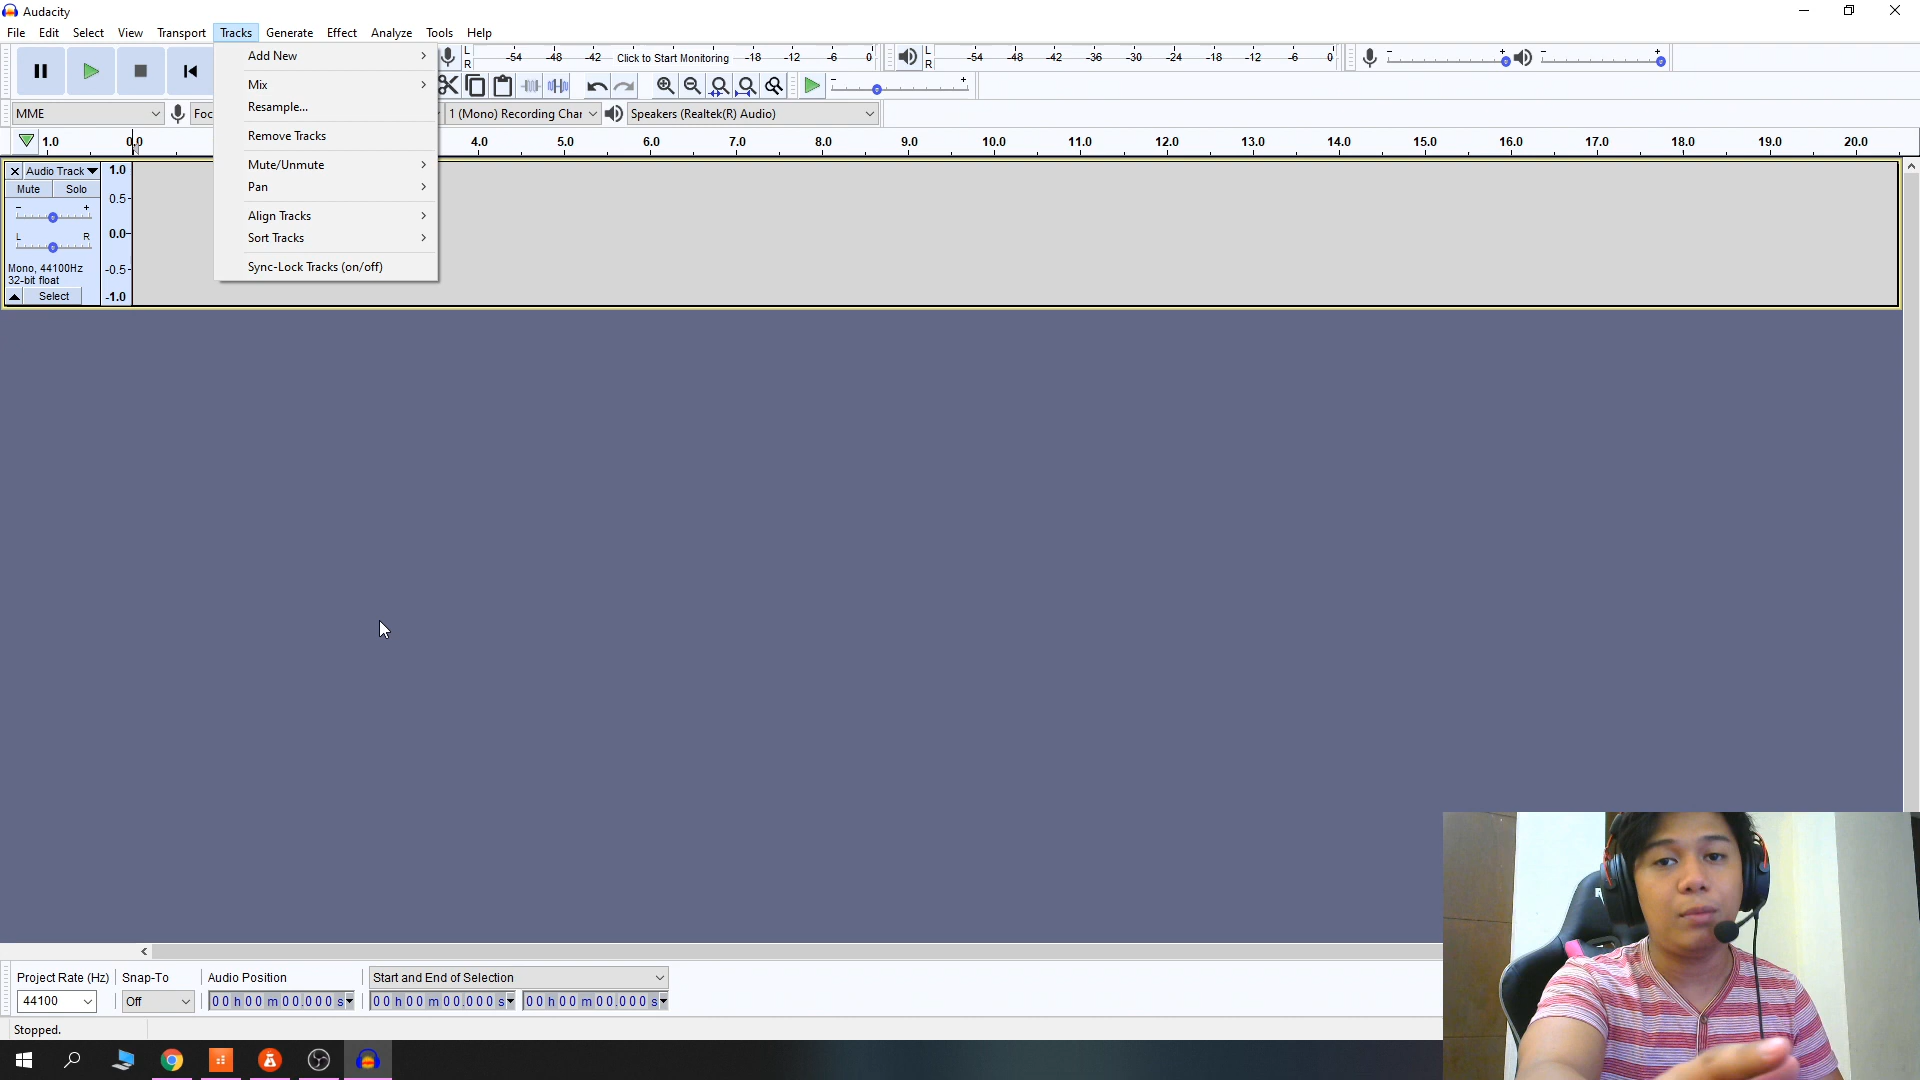 Audacity
File Edit Select View Transport Tracks Generate Effect Analyze Tools Help
Add New
Mix
Resample...
Remove Tracks
Mute/Unmute
Pan
Align Tracks
Sort Tracks
Sync-Lock Tracks (on/off)
L
R
-54 -48 -42 Click to Start Monitoring -18 -12 -6 0
L
R
-54 -48 -42 -36 -30 -24 -18 -12 -6 0
- +
- +
- +
MME
Foc
1 (Mono) Recording Char
Speakers (Realtek(R) Audio)
1.0 0.0 4.0 5.0 6.0 7.0 8.0 9.0 10.0 11.0 12.0 13.0 14.0 15.0 16.0 17.0 18.0 19.0 20.0
Audio Track
Mute Solo
- +
L R
Mono, 44100Hz
32-bit float
Select
1.0
0.5-
0.0-
-0.5-
-1.0
Project Rate (Hz) Snap-To Audio Position Start and End of Selection
44100 Off 00 h 00 m 00.000 s 00 h 00 m 00.000 s 00 h 00 m 00.000 s
Stopped.